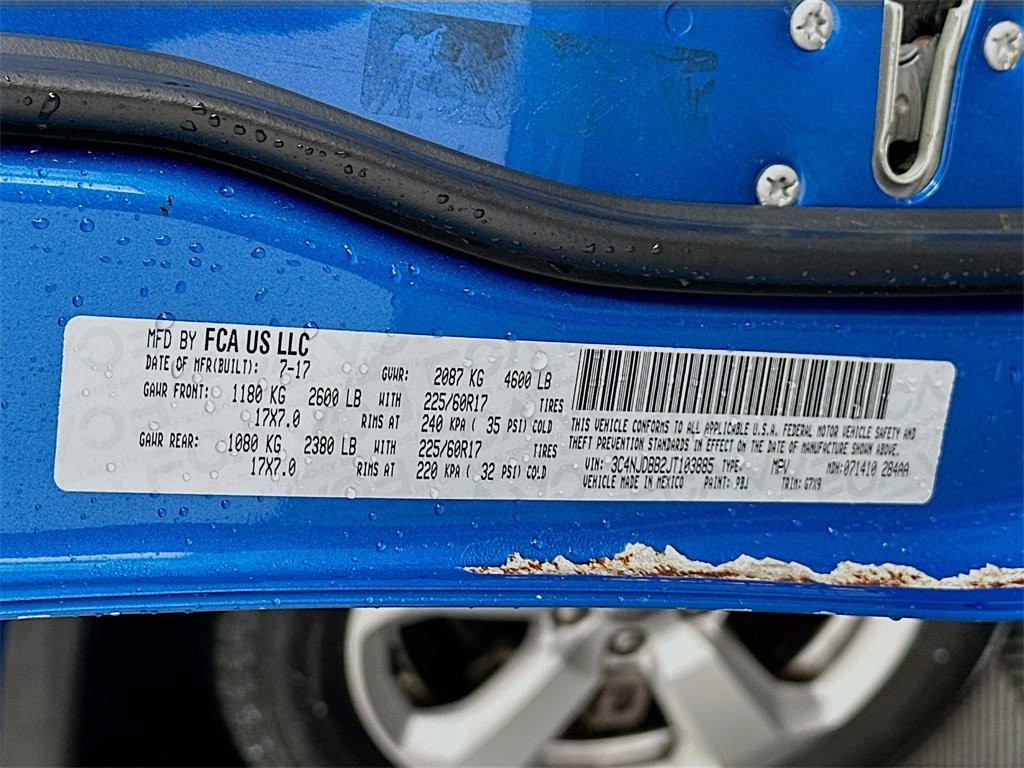 MFD BY FCA US LLC
DATE OF MFR(BUILT): 7-17 GVWR: 2087 KG 4600 LB
GAWR FRONT: 1180 KG 2600 LB WITH 225/60R17 TIRES
17X7.0 RIMS AT 240 KPA ( 35 PSI) COLD
GAWR REAR: 1080 KG 2380 LB WITH 225/60R17 TIRES
17X7.0 RIMS AT 220 KPA ( 32 PSI) COLD
THIS VEHICLE CONFORMS TO ALL APPLICABLE U.S.A. FEDERAL MOTOR VEHICLE SAFETY AND
THEFT PREVENTION STANDARDS IN EFFECT ON THE DATE OF MANUFACTURE SHOWN ABOVE.
VIN: 3C4NJDBB2JT103885 TYPE: MPV MDH:071410 284AA
VEHICLE MADE IN MEXICO PAINT: PBJ TRIM: G7X9